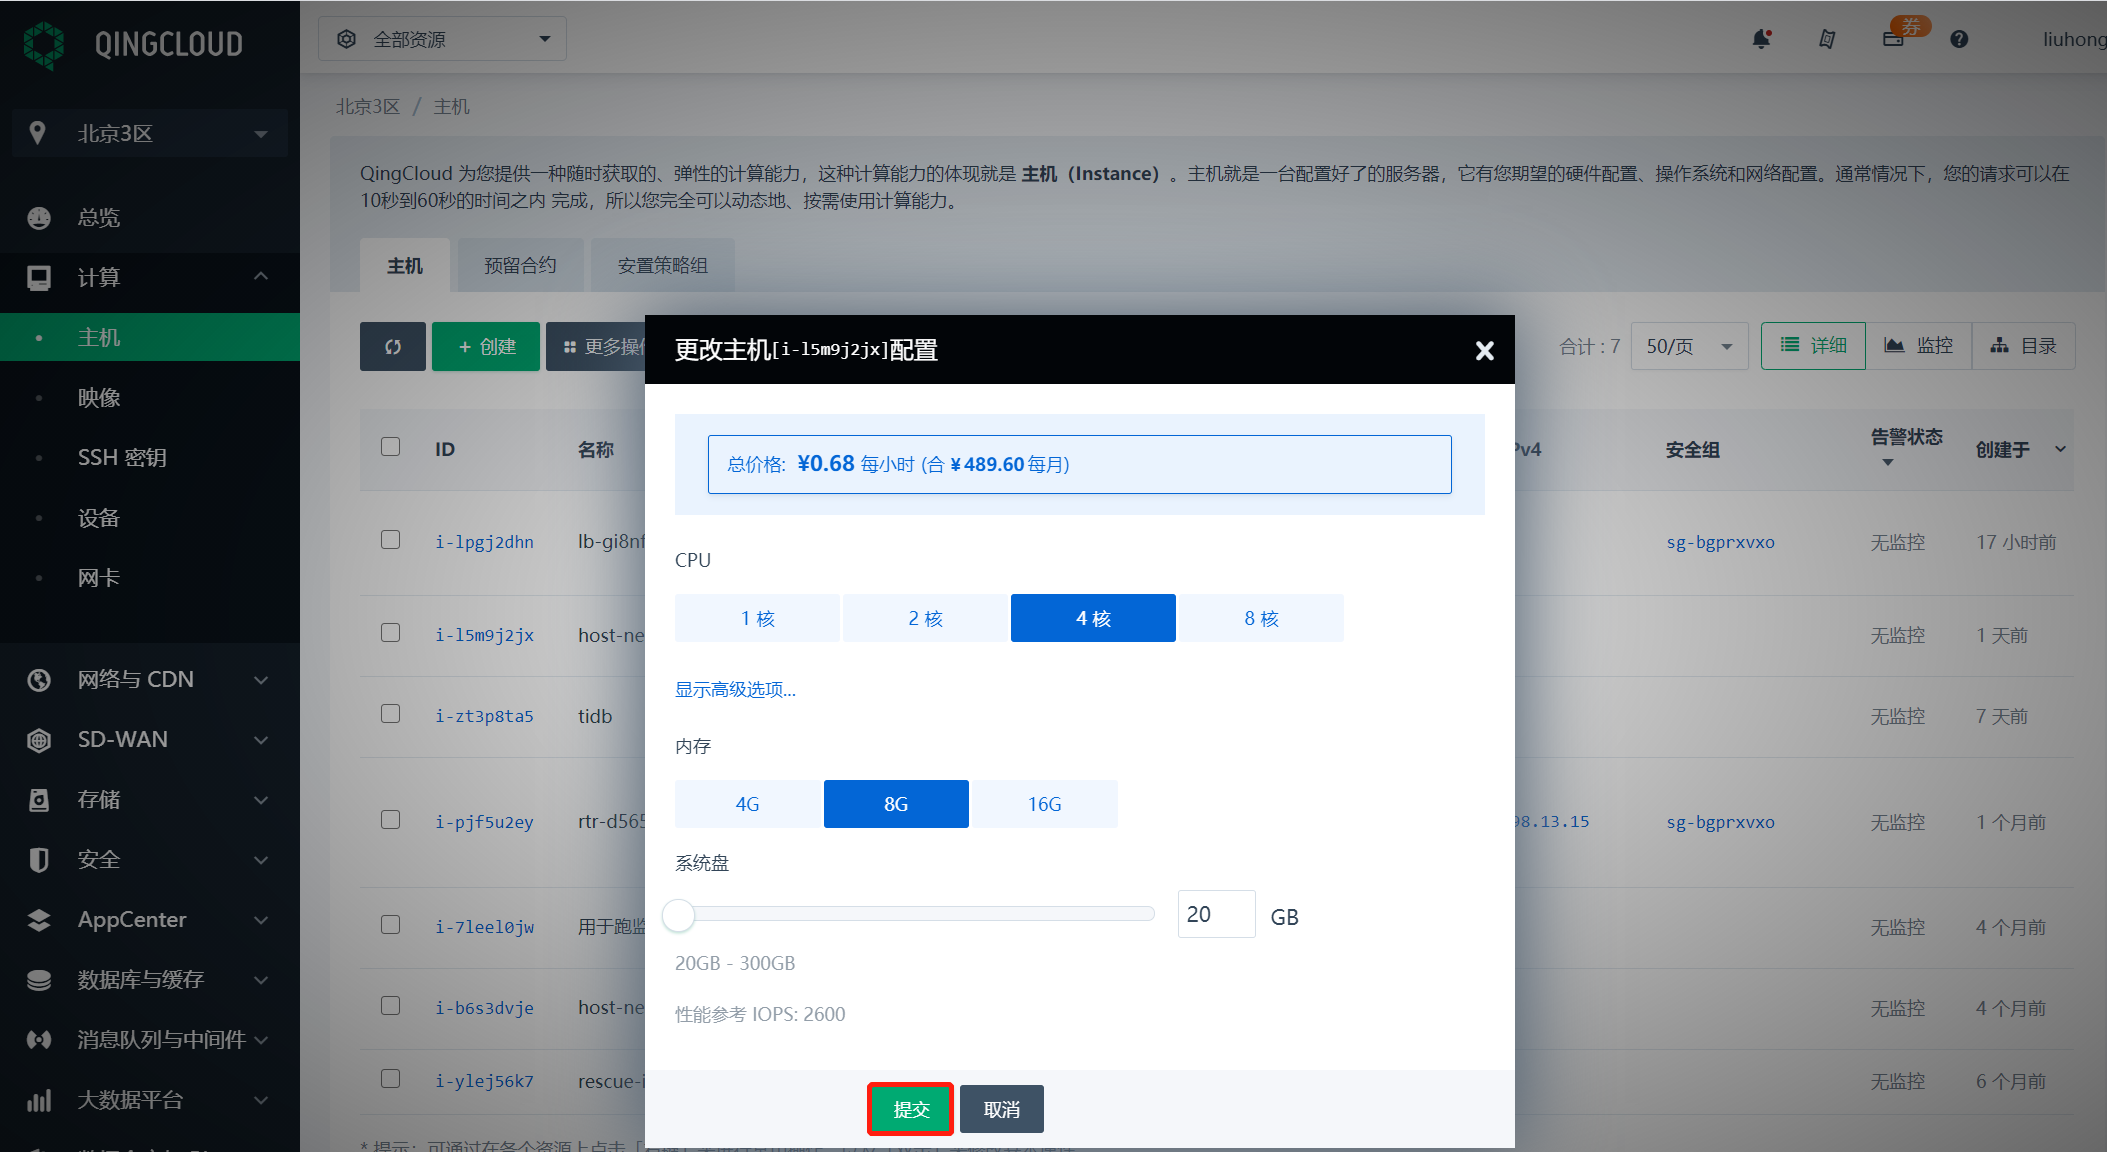 QINGCLOUD
全部资源
券
liuhong
北京3区
北京3区 / 主机
QingCloud 为您提供一种随时获取的、弹性的计算能力，这种计算能力的体现就是 主机（Instance）。主机就是一台配置好了的服务器，它有您期望的硬件配置、操作系统和网络配置。通常情况下，您的请求可以在
10秒到60秒的时间之内 完成，所以您完全可以动态地、按需使用计算能力。
总览
计算
主机
映像
SSH 密钥
设备
网卡
网络与 CDN
SD-WAN
存储
安全
AppCenter
数据库与缓存
消息队列与中间件
大数据平台
主机 预留合约 安置策略组
+ 创建 更多操作
合计 : 7 50/页 详细 监控 目录
ID 名称 Pv4 安全组 告警状态 创建于
i-lpgj2dhn lb-gi8nf sg-bgprxvxo 无监控 17 小时前
i-l5m9j2jx host-ne 无监控 1 天前
i-zt3p8ta5 tidb 无监控 7 天前
i-pjf5u2ey rtr-d565 98.13.15 sg-bgprxvxo 无监控 1 个月前
i-7leel0jw 用于跑监 无监控 4 个月前
i-b6s3dvje host-ne 无监控 4 个月前
i-ylej56k7 rescue-i 无监控 6 个月前
* 提示：可通过在各个资源上点击
更改主机[i-l5m9j2jx]配置
总价格: ¥0.68 每小时 (合 ¥489.60 每月)
CPU
1 核 2 核 4 核 8 核
显示高级选项...
内存
4G 8G 16G
系统盘
20 GB
20GB - 300GB
性能参考 IOPS: 2600
提交 取消